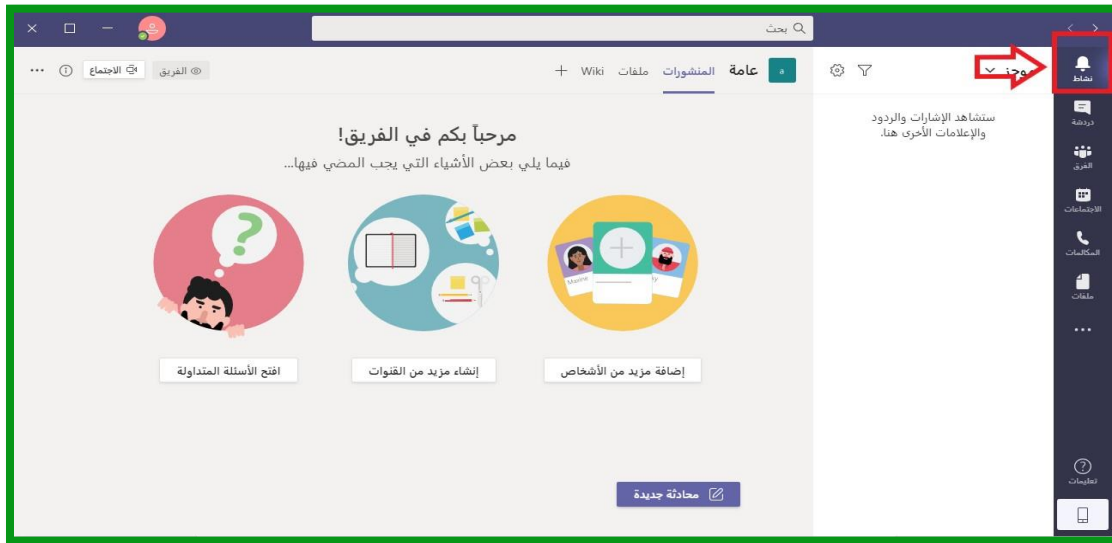 بحث
نشاط
دردشة
الفرق
الاجتماعات
المكالمات
ملفات
تعليمات
موجز
ستشاهد الإشارات والردود
والإعلامات الأخرى هنا.
a عامة المنشورات ملفات Wiki +
الفريق الاجتماع
مرحباً بكم في الفريق!
فيما يلي بعض الأشياء التي يجب المضي فيها...
Maxine
إضافة مزيد من الأشخاص
إنشاء مزيد من القنوات
افتح الأسئلة المتداولة
محادثة جديدة